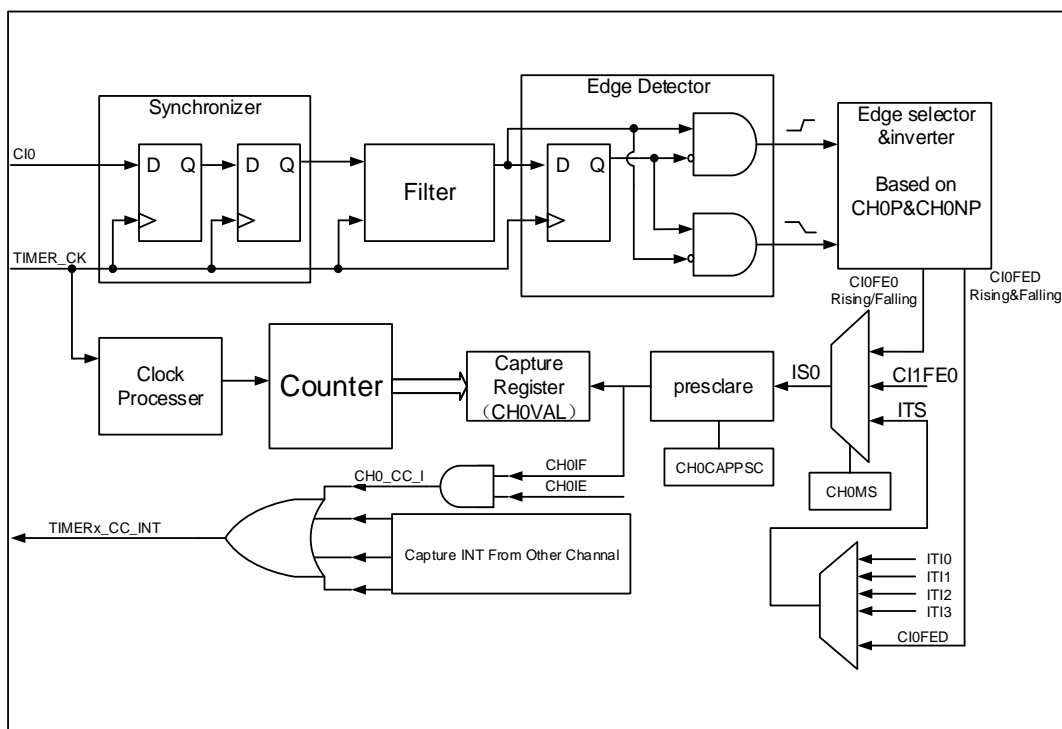 Synchronizer
Edge Detector
Edge selector
&inverter
Based on
CH0P&CH0NP
CI0
D Q
D Q
Filter
D Q
TIMER_CK
CI0FE0
Rising/Falling
CI0FED
Rising&Falling
Clock
Processer
Counter
Capture
Register
（CH0VAL）
presclare
IS0
CI1FE0
ITS
CH0CAPPSC
CH0MS
CH0IF
CH0_CC_I
CH0IE
TIMERx_CC_INT
Capture INT From Other Channel
ITI0
ITI1
ITI2
ITI3
CI0FED